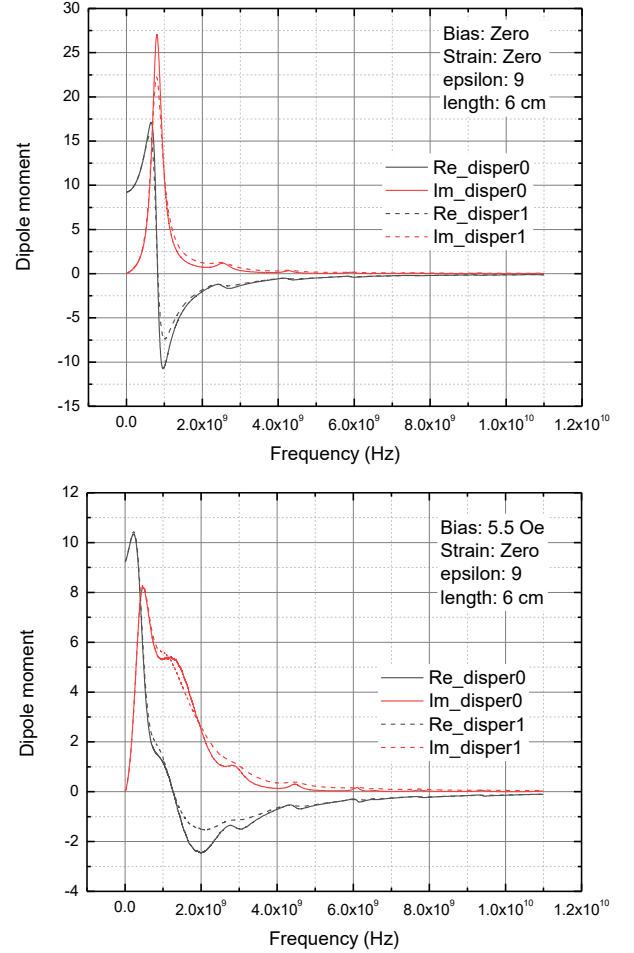 30
25
20
15
10
5
0
-5
-10
-15
Dipole moment
Bias: Zero
Strain: Zero
epsilon: 9
length: 6 cm
Re_disper0
Im_disper0
Re_disper1
Im_disper1
0.0 2.0x10⁹ 4.0x10⁹ 6.0x10⁹ 8.0x10⁹ 1.0x10¹⁰ 1.2x10¹⁰
Frequency (Hz)
12
10
8
6
4
2
0
-2
-4
Dipole moment
Bias: 5.5 Oe
Strain: Zero
epsilon: 9
length: 6 cm
Re_disper0
Im_disper0
Re_disper1
Im_disper1
0.0 2.0x10⁹ 4.0x10⁹ 6.0x10⁹ 8.0x10⁹ 1.0x10¹⁰ 1.2x10¹⁰
Frequency (Hz)